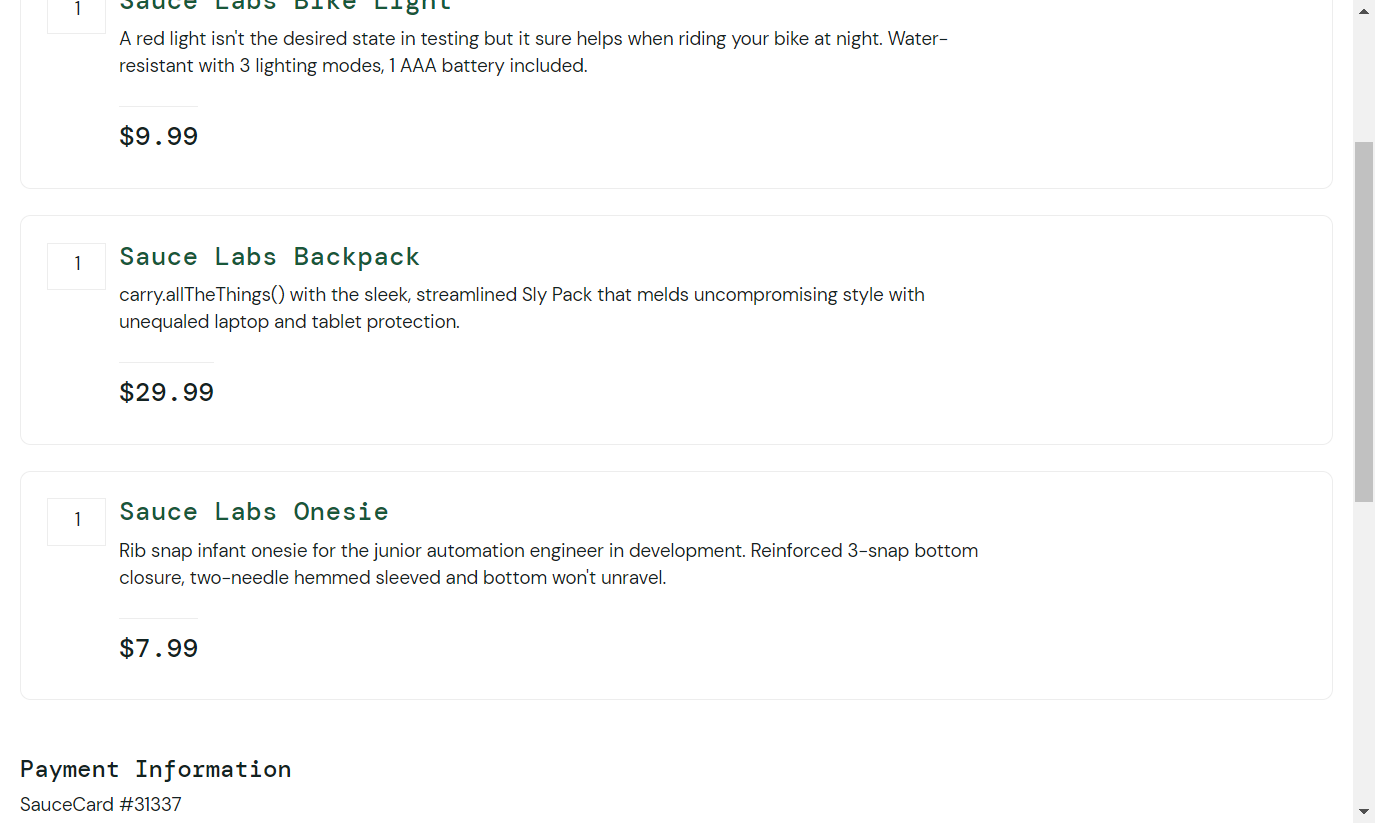 1
Sauce Labs Bike Light
A red light isn't the desired state in testing but it sure helps when riding your bike at night. Water-
resistant with 3 lighting modes, 1 AAA battery included.
$9.99
1
Sauce Labs Backpack
carry.allTheThings() with the sleek, streamlined Sly Pack that melds uncompromising style with
unequaled laptop and tablet protection.
$29.99
1
Sauce Labs Onesie
Rib snap infant onesie for the junior automation engineer in development. Reinforced 3-snap bottom
closure, two-needle hemmed sleeved and bottom won't unravel.
$7.99
Payment Information
SauceCard #31337